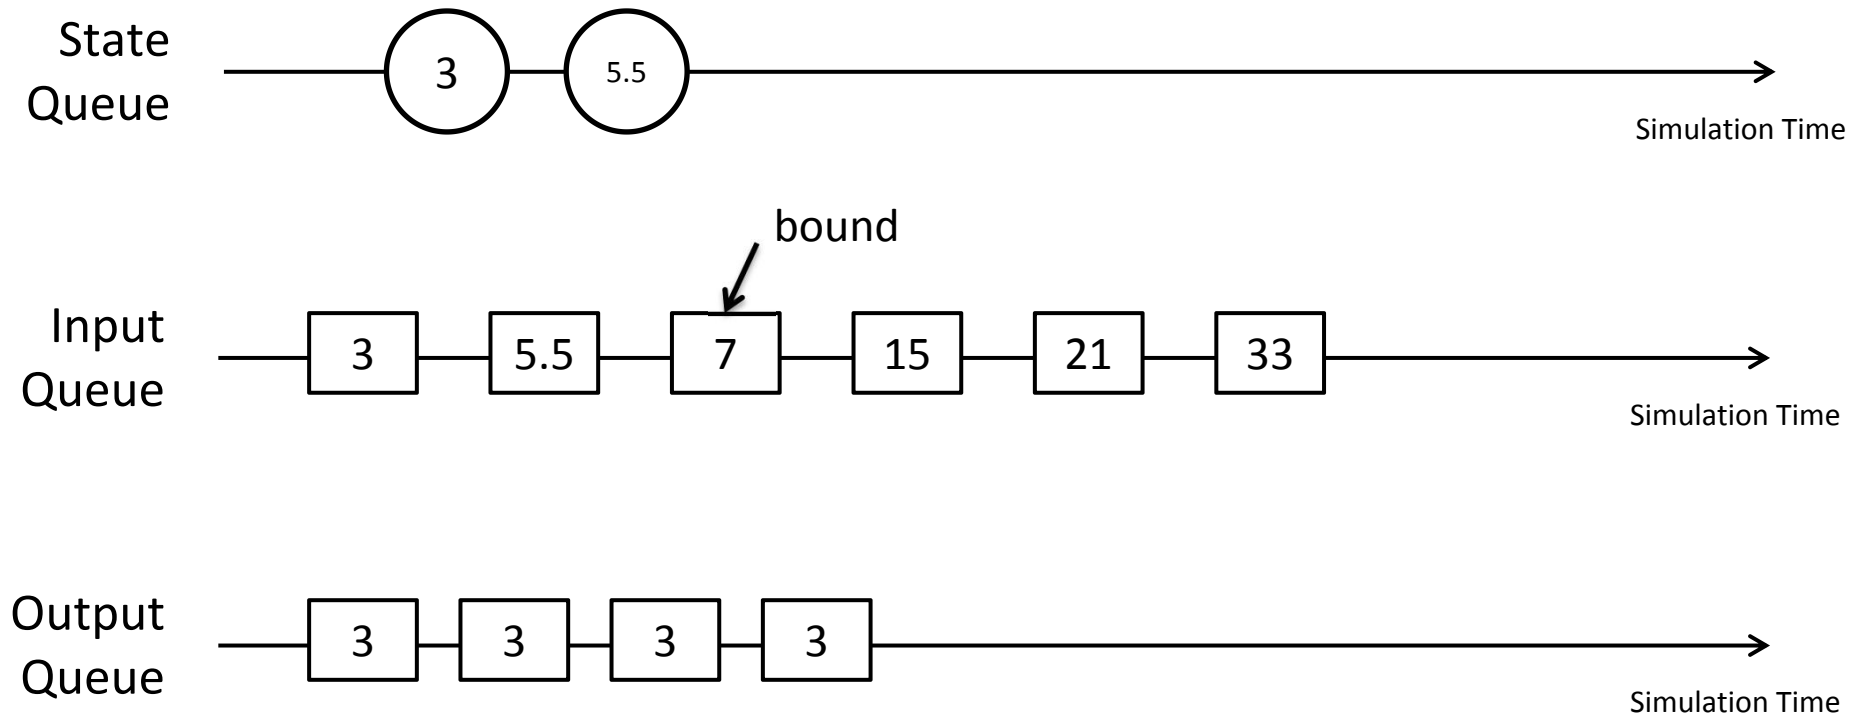 State
Queue
3
5.5
Simulation Time
bound
Input
Queue
3
5.5
7
15
21
33
Simulation Time
Output
Queue
3
3
3
3
Simulation Time